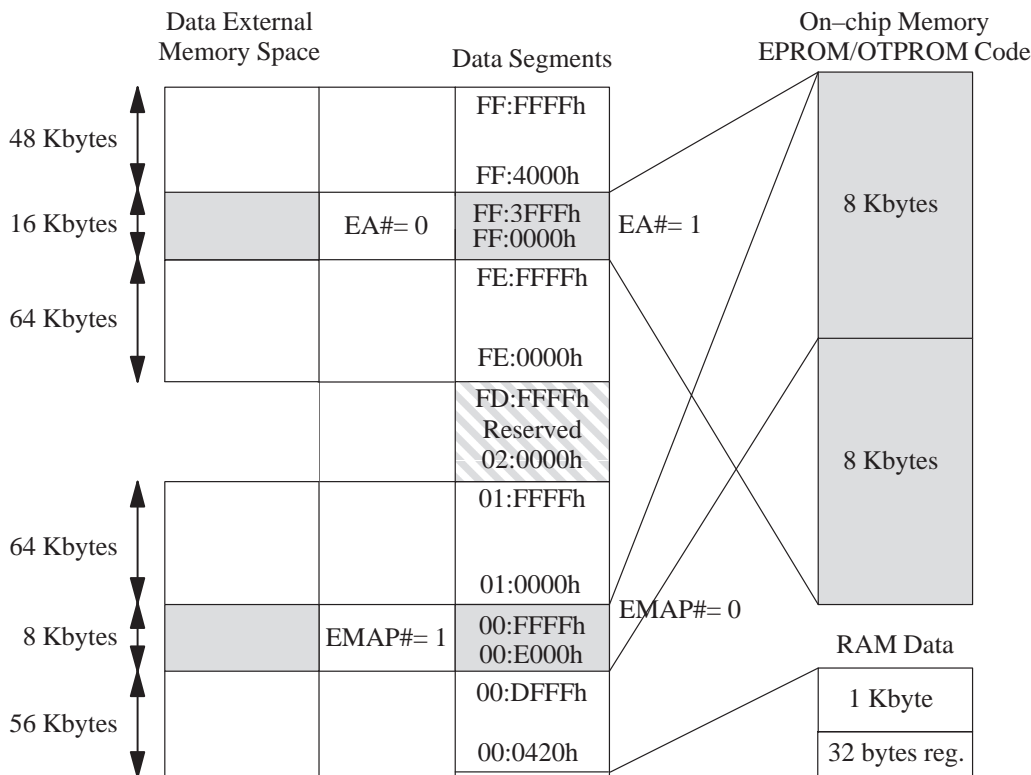 Data External
Memory Space
Data Segments
On–chip Memory
EPROM/OTPROM Code
48 Kbytes
FF:FFFFh
FF:4000h
8 Kbytes
16 Kbytes
EA#= 0
FF:3FFFh
FF:0000h
EA#= 1
64 Kbytes
FE:FFFFh
FE:0000h
FD:FFFFh
Reserved
02:0000h
8 Kbytes
64 Kbytes
01:FFFFh
01:0000h
8 Kbytes
EMAP#= 1
00:FFFFh
00:E000h
EMAP#= 0
RAM Data
56 Kbytes
00:DFFFh
00:0420h
1 Kbyte
32 bytes reg.